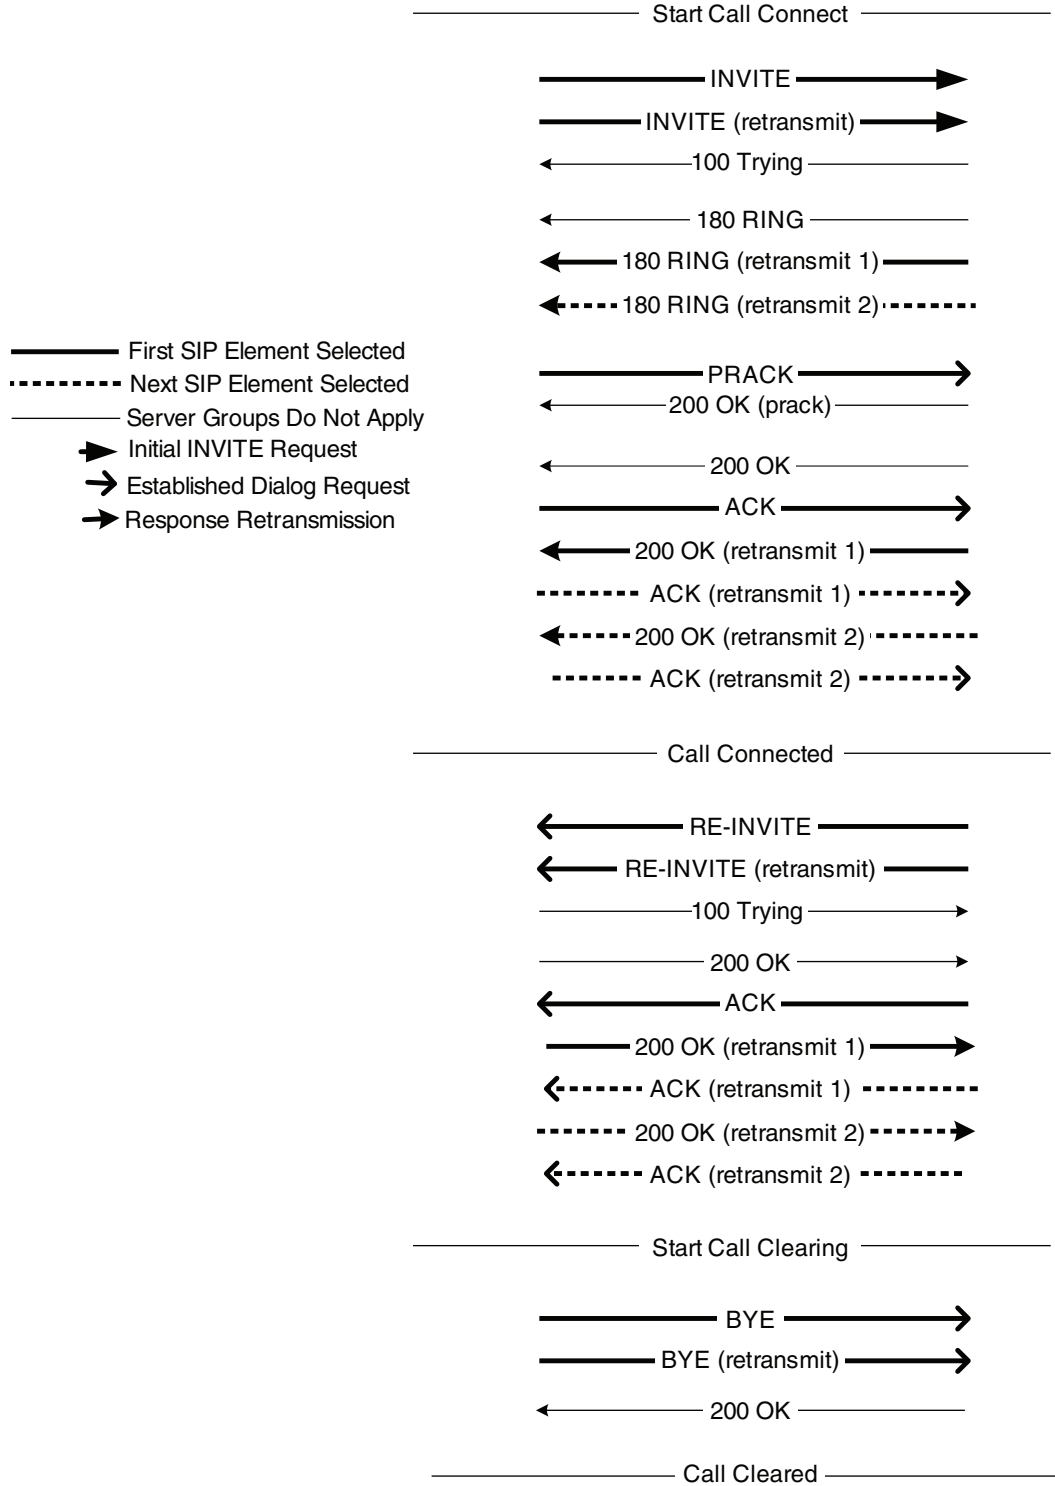 Start Call Connect
INVITE
INVITE (retransmit)
100 Trying
180 RING
180 RING (retransmit 1)
180 RING (retransmit 2)
First SIP Element Selected
Next SIP Element Selected
Server Groups Do Not Apply
Initial INVITE Request
Established Dialog Request
Response Retransmission
PRACK
200 OK (prack)
200 OK
ACK
200 OK (retransmit 1)
ACK (retransmit 1)
200 OK (retransmit 2)
ACK (retransmit 2)
Call Connected
RE-INVITE
RE-INVITE (retransmit)
100 Trying
200 OK
ACK
200 OK (retransmit 1)
ACK (retransmit 1)
200 OK (retransmit 2)
ACK (retransmit 2)
Start Call Clearing
BYE
BYE (retransmit)
200 OK
Call Cleared